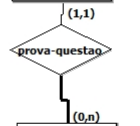 (1,1)
prova-questao
(0,n)